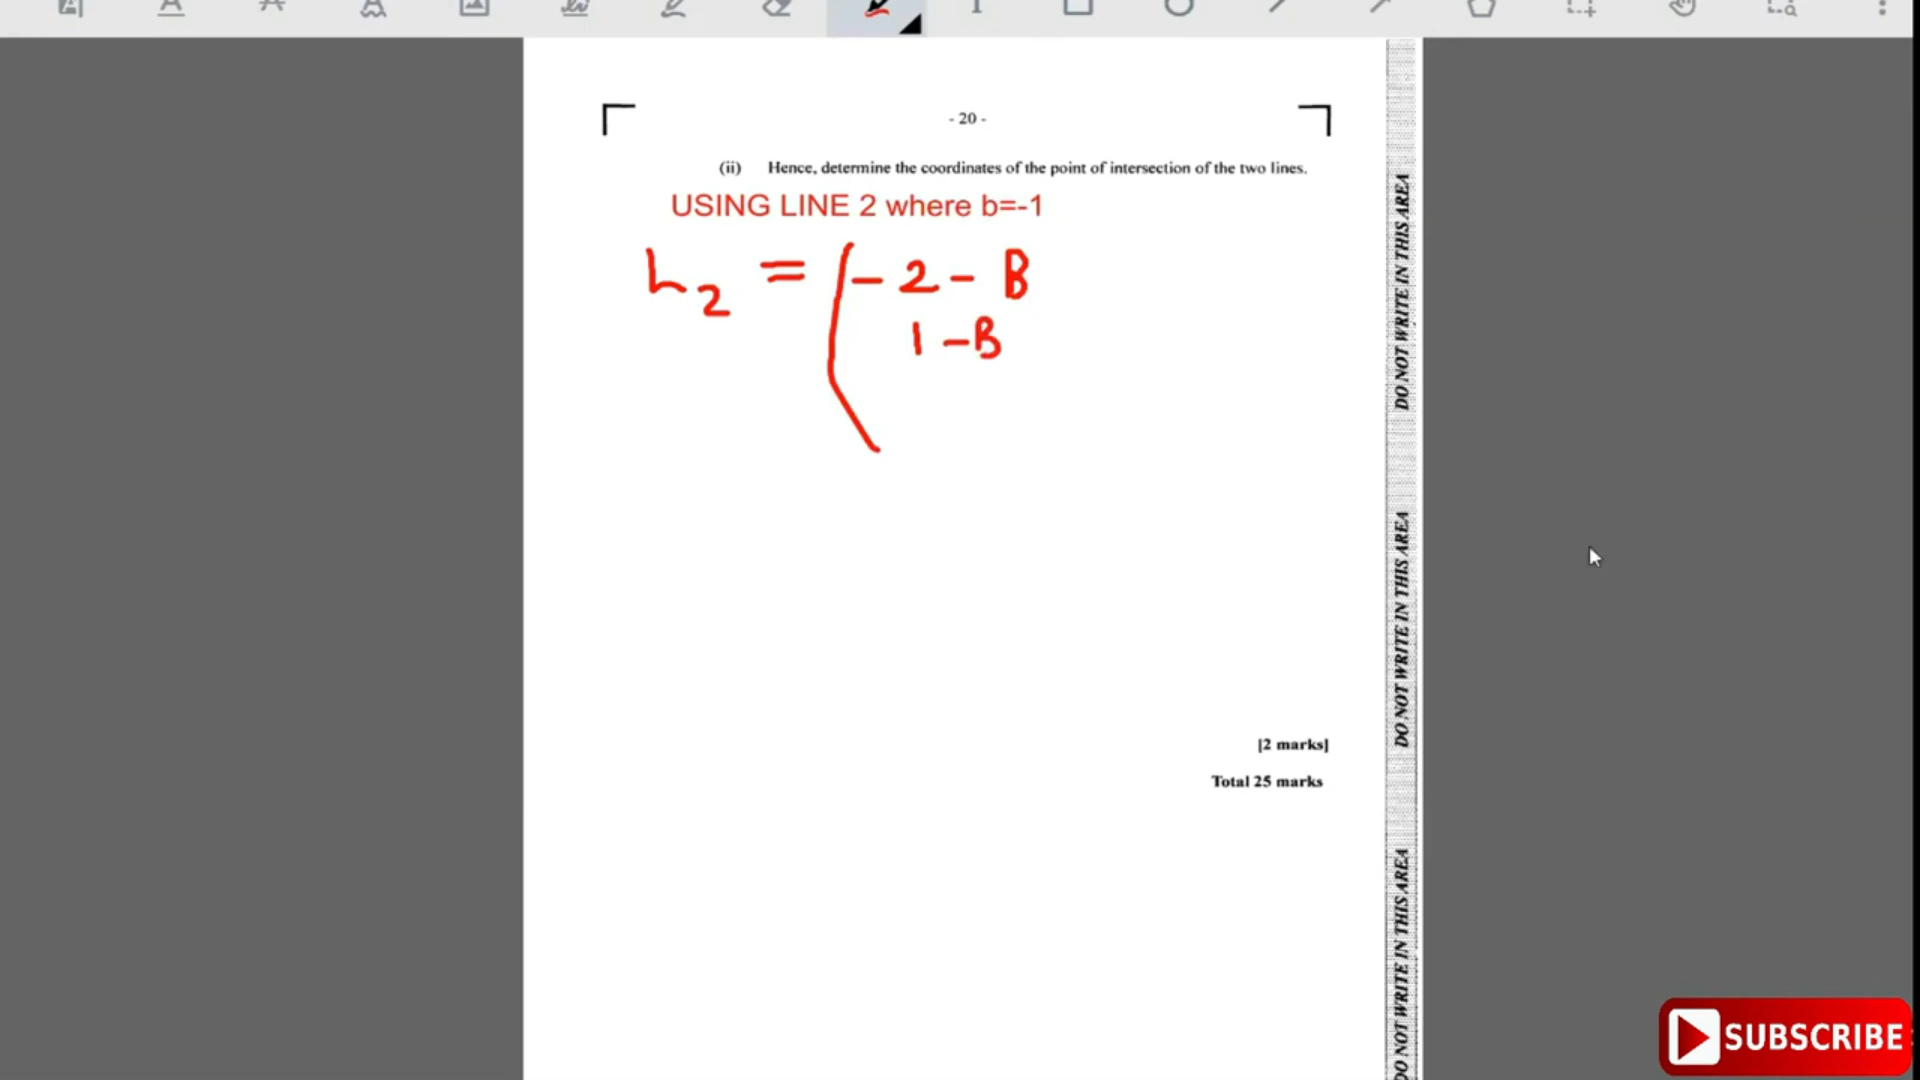 - 20 -
(ii) Hence, determine the coordinates of the point of intersection of the two lines.
USING LINE 2 where b=-1
L2 = ( - 2 - B
1 - B
[2 marks]
Total 25 marks
DO NOT WRITE IN THIS AREA
DO NOT WRITE IN THIS AREA
DO NOT WRITE IN THIS AREA
SUBSCRIBE